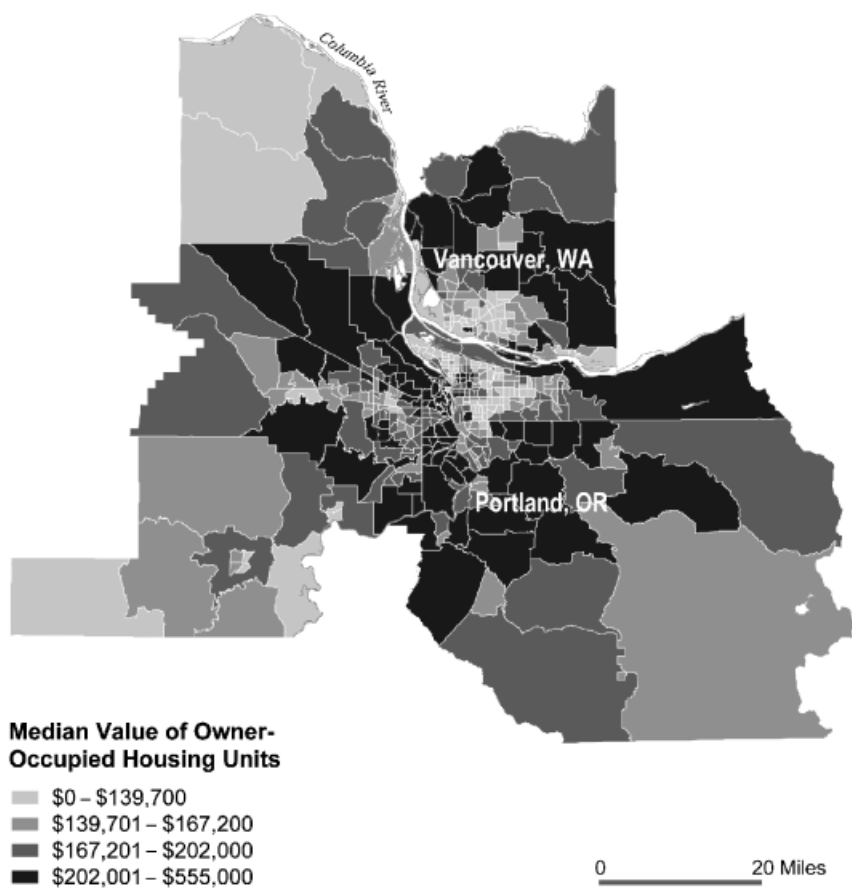 Columbia River
Vancouver, WA
Portland, OR
Median Value of Owner-
Occupied Housing Units
$0 – $139,700
$139,701 – $167,200
$167,201 – $202,000
$202,001 – $555,000
0 20 Miles